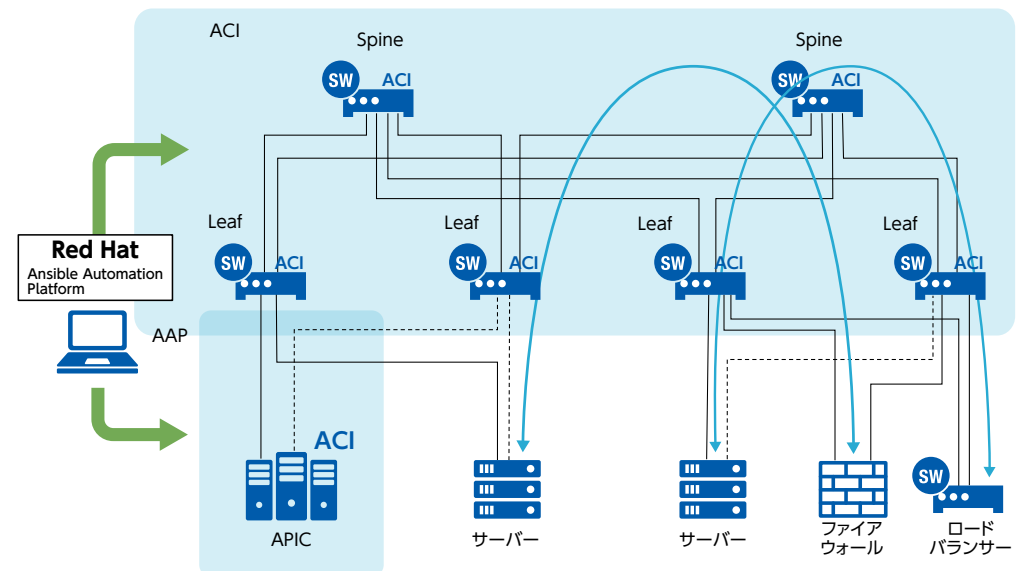 ACI
Spine
Spine
SW
ACI
SW
ACI
Leaf
Leaf
Leaf
Leaf
Red Hat
Ansible Automation
Platform
SW
ACI
SW
ACI
SW
ACI
SW
ACI
AAP
ACI
SW
APIC
サーバー
サーバー
ファイア
ウォール
ロード
バランサー